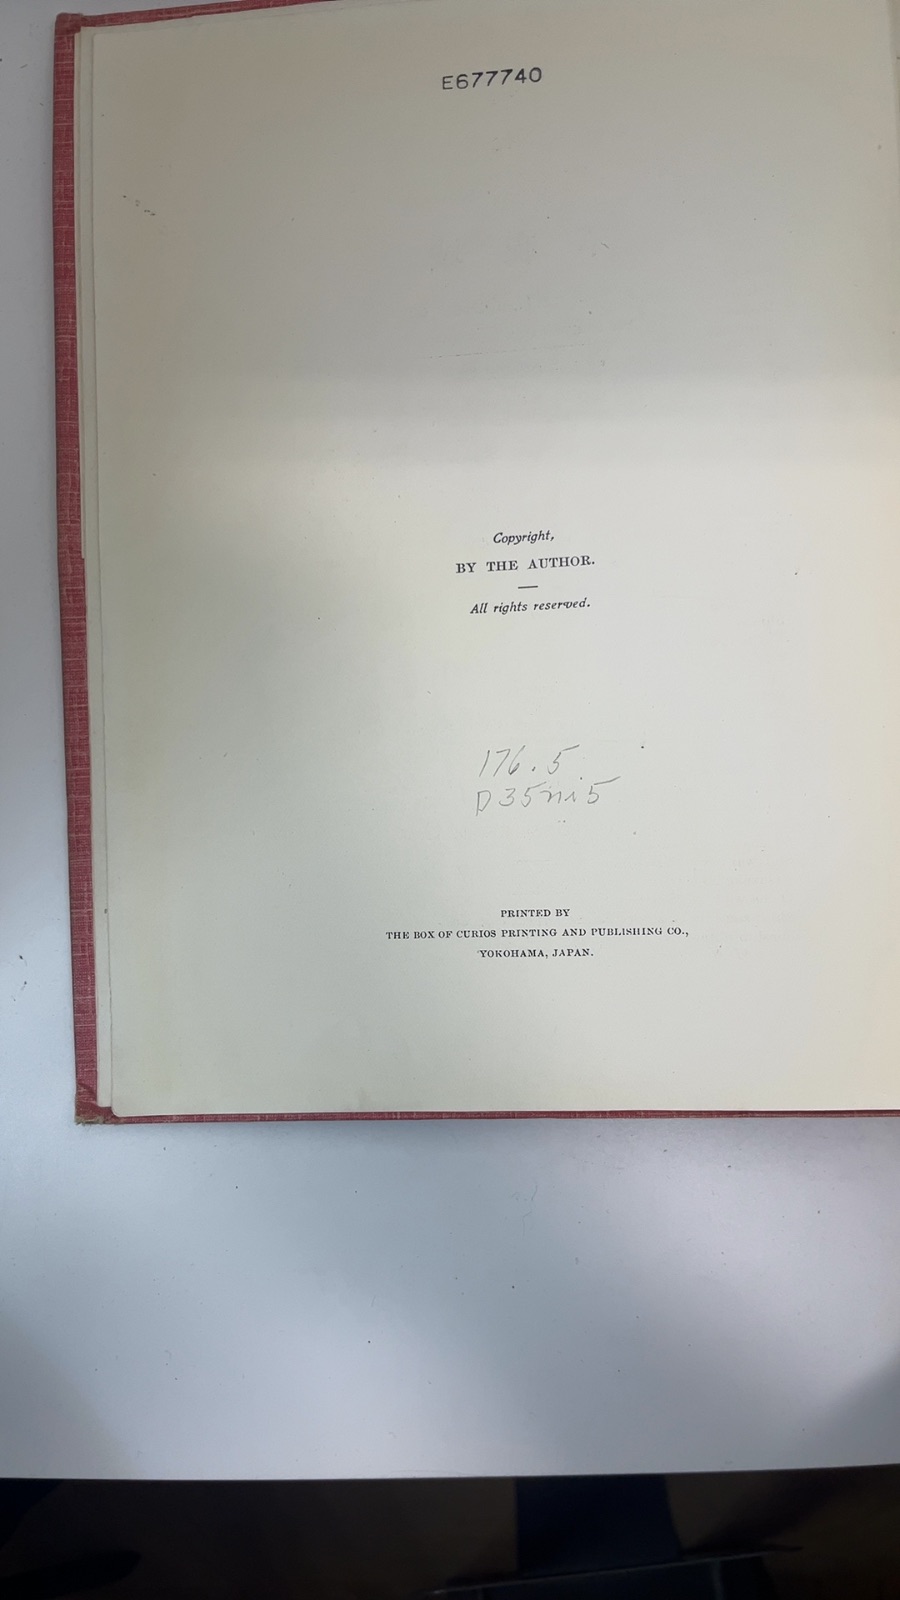 E677740
Copyright,
BY THE AUTHOR.
All rights reserved.
176.5
D35ni5
PRINTED BY
THE BOX OF CURIOS PRINTING AND PUBLISHING CO.,
YOKOHAMA, JAPAN.